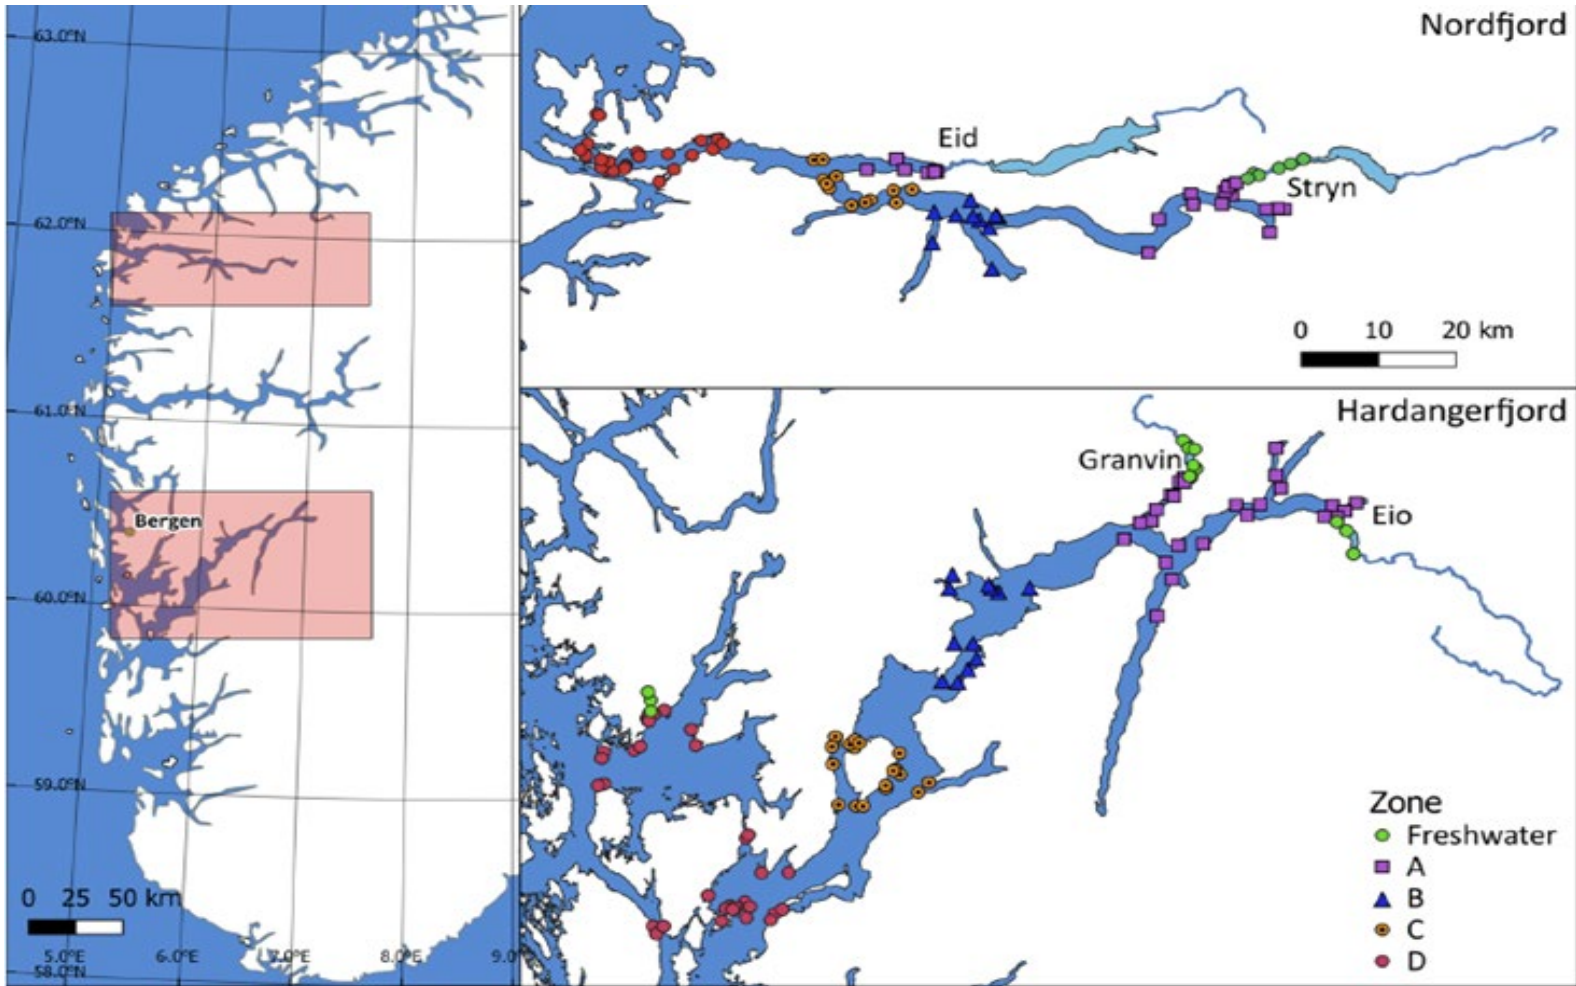 63.0°N
62.0°N
61.0°N
Bergen
60.0°N
59.0°N
0 25 50 km
5.0°E 6.0°E 7.0°E 8.0°E 9.0
58.0°N
Nordfjord
Eid
Stryn
0 10 20 km
Hardangerfjord
Granvin
Eio
Zone
Freshwater
A
B
C
D